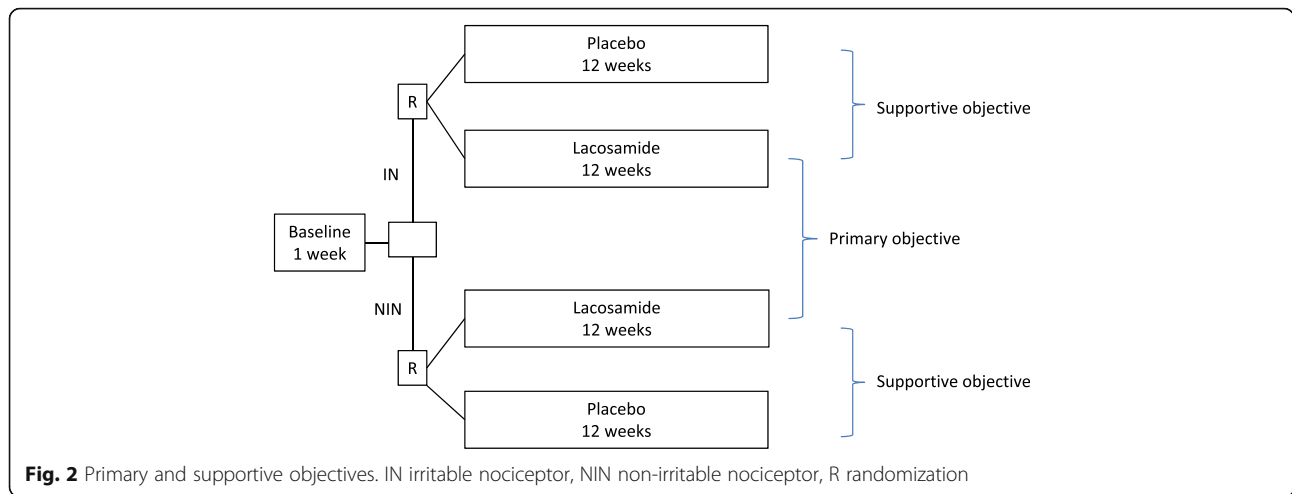 Placebo
12 weeks
R
Supportive objective
Lacosamide
12 weeks
IN
Baseline
1 week
Primary objective
NIN
Lacosamide
12 weeks
R
Supportive objective
Placebo
12 weeks
Fig. 2 Primary and supportive objectives. IN irritable nociceptor, NIN non-irritable nociceptor, R randomization